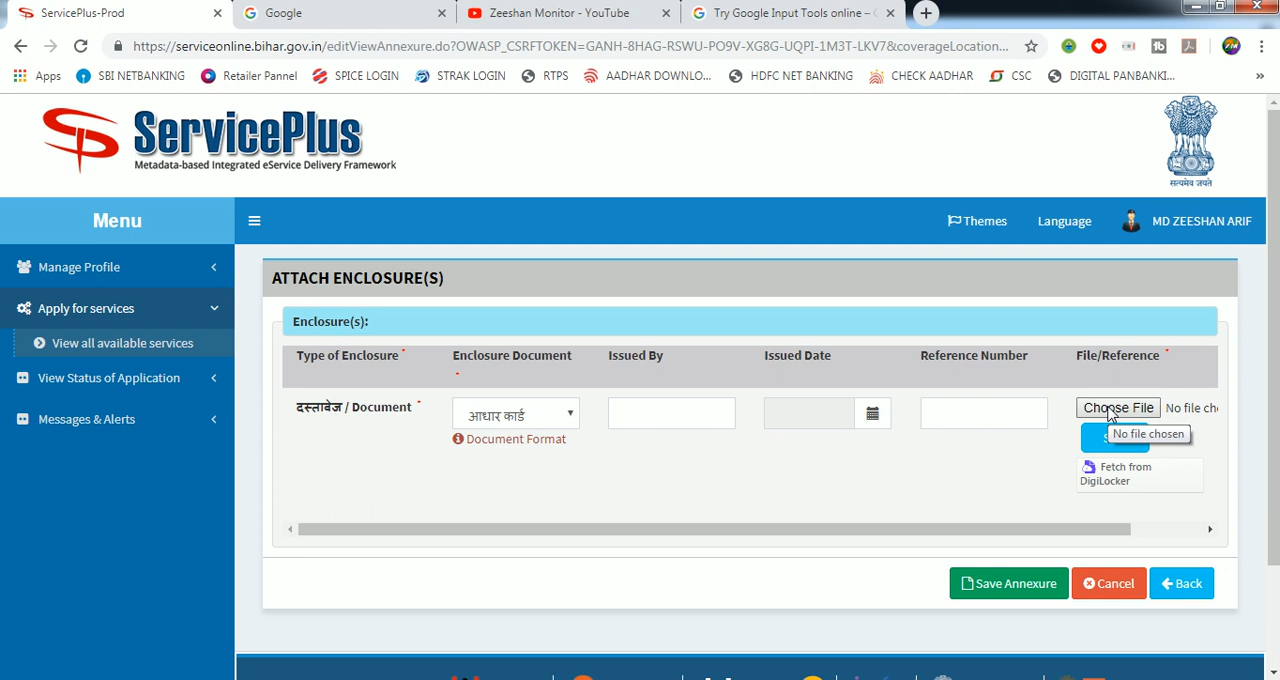 ServicePlus-Prod
Google
Zeeshan Monitor - YouTube
Try Google Input Tools online –
https://serviceonline.bihar.gov.in/editViewAnnexure.do?OWASP_CSRFTOKEN=GANH-8HAG-RSWU-PO9V-XG8G-UQPI-1M3T-LKV7&coverageLocation...
Apps
SBI NETBANKING
Retailer Pannel
SPICE LOGIN
STPAK LOGIN
RTPS
AADHAR DOWNLO...
HDFC NET BANKING
CHECK AADHAR
CSC
DIGITAL PANBANKI...
ServicePlus
Metadata-based Integrated eService Delivery Framework
सत्यमेव जयते
Menu
Themes
Language
MD ZEESHAN ARIF
Manage Profile
Apply for services
View all available services
View Status of Application
Messages & Alerts
ATTACH ENCLOSURE(S)
Enclosure(s):
Type of Enclosure *
Enclosure Document *
Issued By
Issued Date
Reference Number
File/Reference *
दस्ताबेज / Document *
आधार कार्ड
Document Format
Choose File
No file ch
No file chosen
Fetch from
DigiLocker
Save Annexure
Cancel
Back